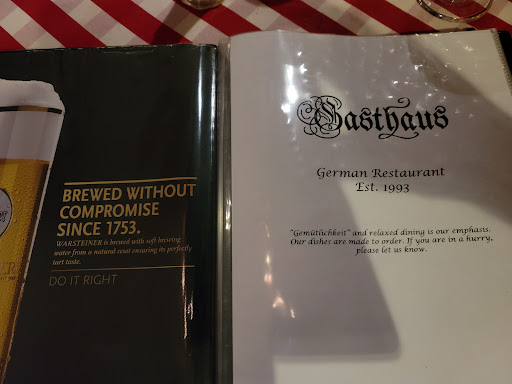 BREWED WITHOUT
COMPROMISE
SINCE 1753.
WARSTEINER is brewed with soft brewing
water from a natural resource ensuring its perfectly
tart taste.
DO IT RIGHT
Gasthaus
German Restaurant
Est. 1993
"Gemütlichkeit" and relaxed dining is our emphasis.
Our dishes are made to order. If you are in a hurry,
please let us know.